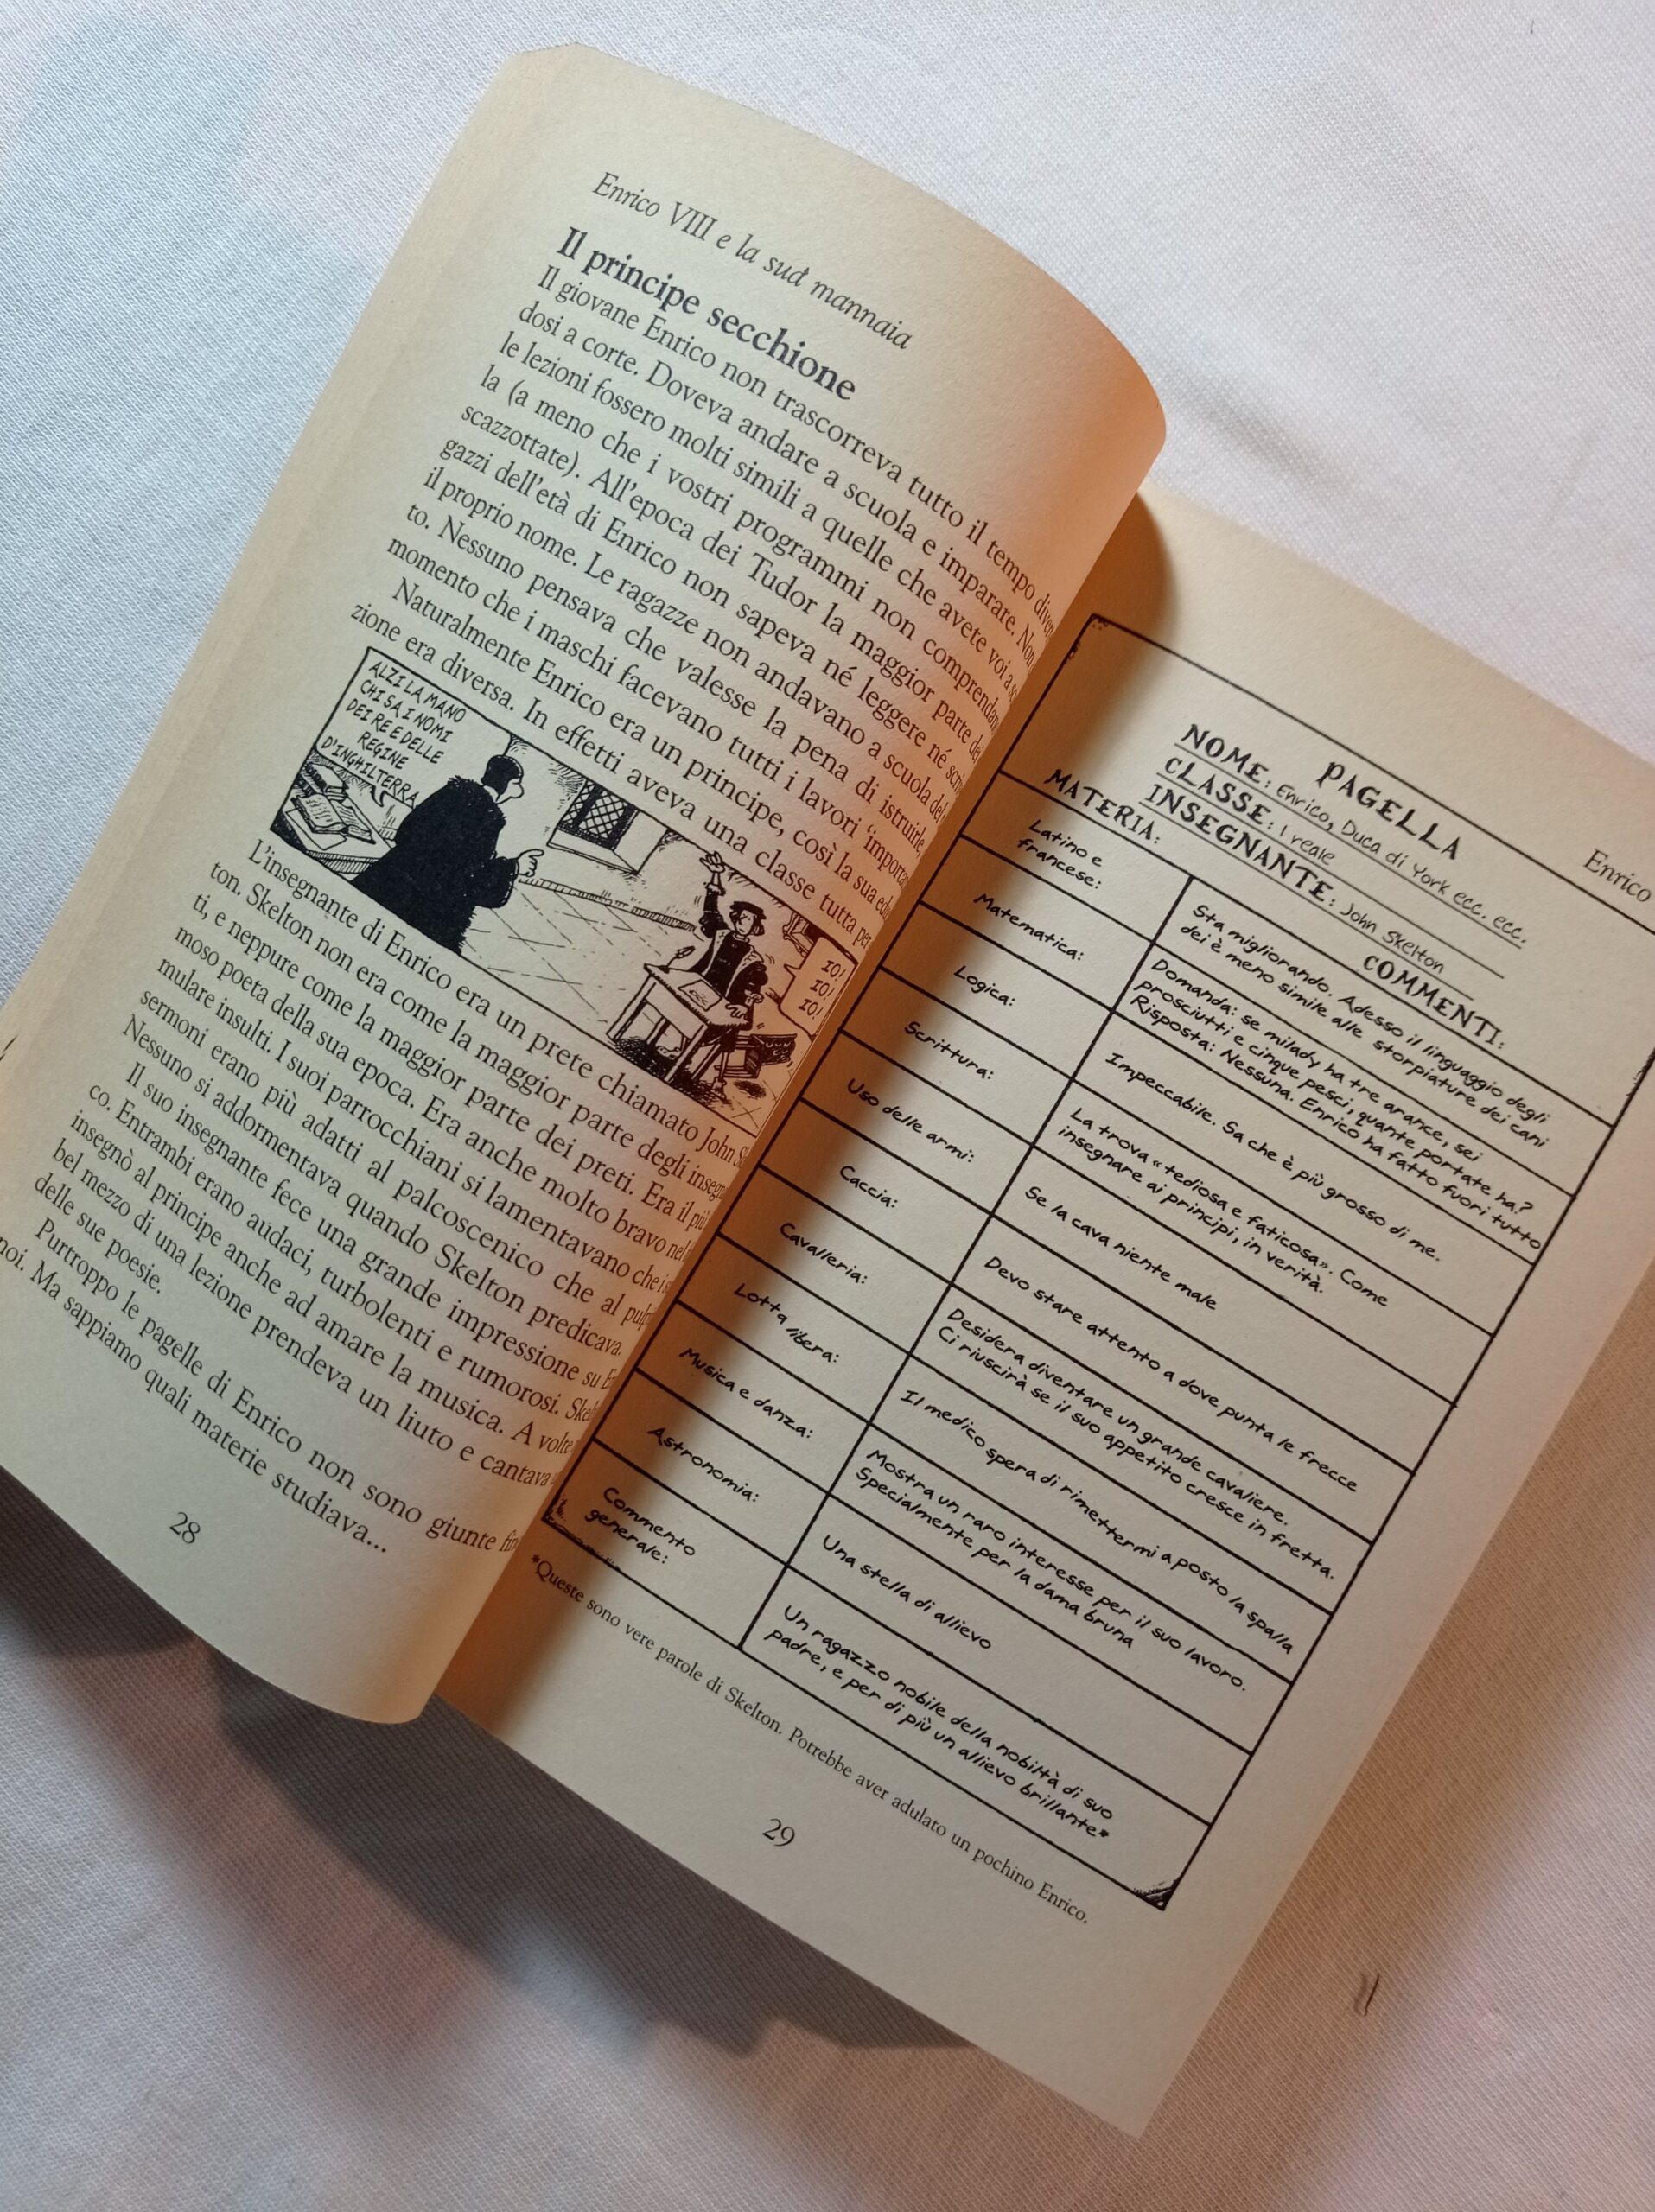 Enrico VIII e la sua mannaia
Il principe secchione
Il giovane Enrico non trascorreva tutto il tempo
dosi a corte. Doveva andare a scuola e imparare. Non
le lezioni fossero molti simili a quelle che avete voi a
la (a meno che i vostri programmi non
scazzottate). All'epoca dei Tudor la maggior parte
gazzi dell'età di Enrico non sapeva né leggere né
il proprio nome. Le ragazze non andavano a scuola
to. Nessuno pensava che valesse la pena di istruirle,
momento che i maschi facevano tutti i lavori
Naturalmente Enrico era un principe, così la sua
zione era diversa. In effetti aveva una classe tutta per
ALZI LA MANO
CHI SA I NOMI
DEI RE E DELLE
REGINE
D'INGHILTERRA
IO!
IO!
IO!
L'insegnante di Enrico era un prete chiamato John
ton. Skelton non era come la maggior parte degli
ti, e neppure come la maggior parte dei preti. Era il più
moso poeta della sua epoca. Era anche molto bravo
mulare insulti. I suoi parrocchiani si lamentavano che i
sermoni erano più adatti al palcoscenico che al
Nessuno si addormentava quando Skelton predicava.
Il suo insegnante fece una grande impressione su
co. Entrambi erano audaci, turbolenti e rumorosi.
insegnò al principe anche ad amare la musica. A volte
bel mezzo di una lezione prendeva un liuto e cantava
delle sue poesie.
Purtroppo le pagelle di Enrico non sono giunte
noi. Ma sappiamo quali materie studiava...
28
Enrico
PAGELLA
NOME: Enrico, Duca di York ecc. ecc.
CLASSE: I reale
INSEGNANTE: John Skelton
MATERIA: COMMENTI:
Latino e
francese:
Sta migliorando. Adesso il linguaggio degli
dei è meno simile alle storpiature dei cani
Matematica:
Domanda: se milady ha tre arance, sei
prosciutti e cinque pesci, quante portate ha?
Risposta: Nessuna. Enrico ha fatto fuori tutto
Logica:
Impeccabile. Sa che è più grosso di me.
Scrittura:
La trova «tediosa e faticosa». Come
insegnare ai principi, in verità.
Uso delle armi:
Se la cava niente male
Caccia:
Devo stare attento a dove punta le frecce
Cavalleria:
Desidera diventare un grande cavaliere.
Ci riuscirà se il suo appetito cresce in fretta.
Lotta libera:
Il medico spera di rimettermi a posto la spalla
Musica e danza:
Mostra un raro interesse per il suo lavoro.
Specialmente per la dama bruna
Astronomia:
Una stella di allievo
Commento
generale:
Un ragazzo nobile della nobiltà di suo
padre, e per di più un allievo brillante*
*Queste sono vere parole di Skelton. Potrebbe aver adulato un pochino Enrico.
29